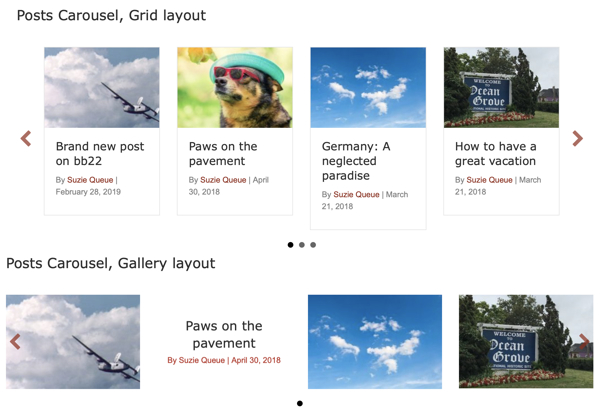 Posts Carousel, Grid layout
WELCOME
TO
Ocean
Grove
Brand new post
on bb22
By Suzie Queue |
February 28, 2019
Paws on the
pavement
By Suzie Queue | April
30, 2018
Germany: A
neglected
paradise
By Suzie Queue | March
21, 2018
How to have a
great vacation
By Suzie Queue | March
21, 2018
Posts Carousel, Gallery layout
Paws on the
pavement
By Suzie Queue | April 30, 2018
WELCOME
TO
Ocean
Grove